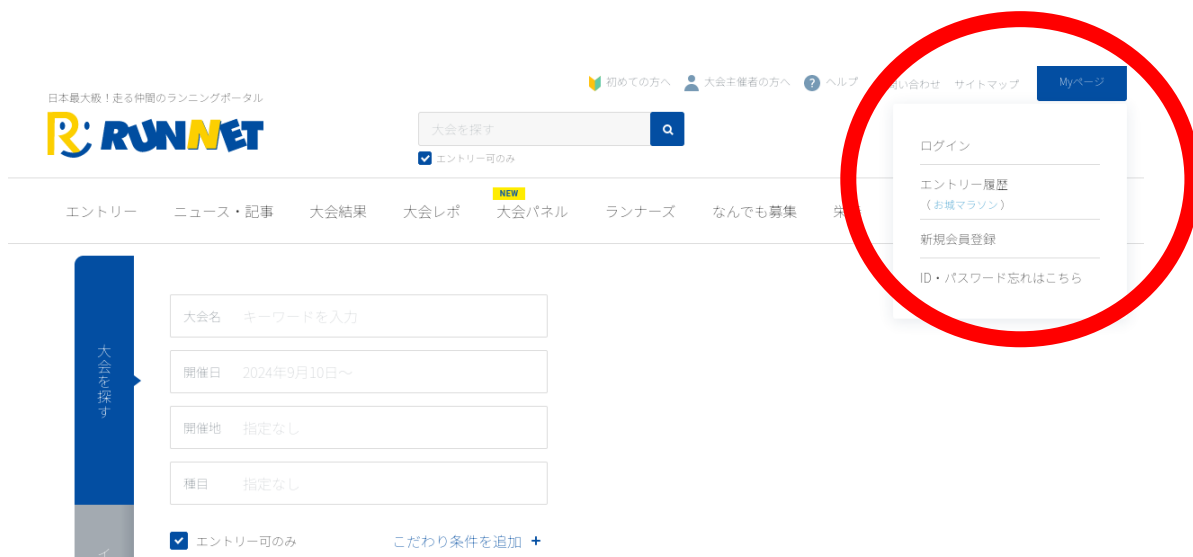 初めての方へ 大会主催者の方へ ? ヘルプ い合わせ サイトマップ Myページ
日本最大級！走る仲間のランニングポータル
RUNNET
大会を探す
エントリー可のみ
ログイン
エントリー履歴
（お城マラソン）
新規会員登録
ID・パスワード忘れはこちら
NEW
エントリー ニュース・記事 大会結果 大会レポ 大会パネル ランナーズ なんでも募集
大会を探す
大会名 キーワードを入力
開催日 2024年9月10日～
開催地 指定なし
種目 指定なし
エントリー可のみ こだわり条件を追加 +